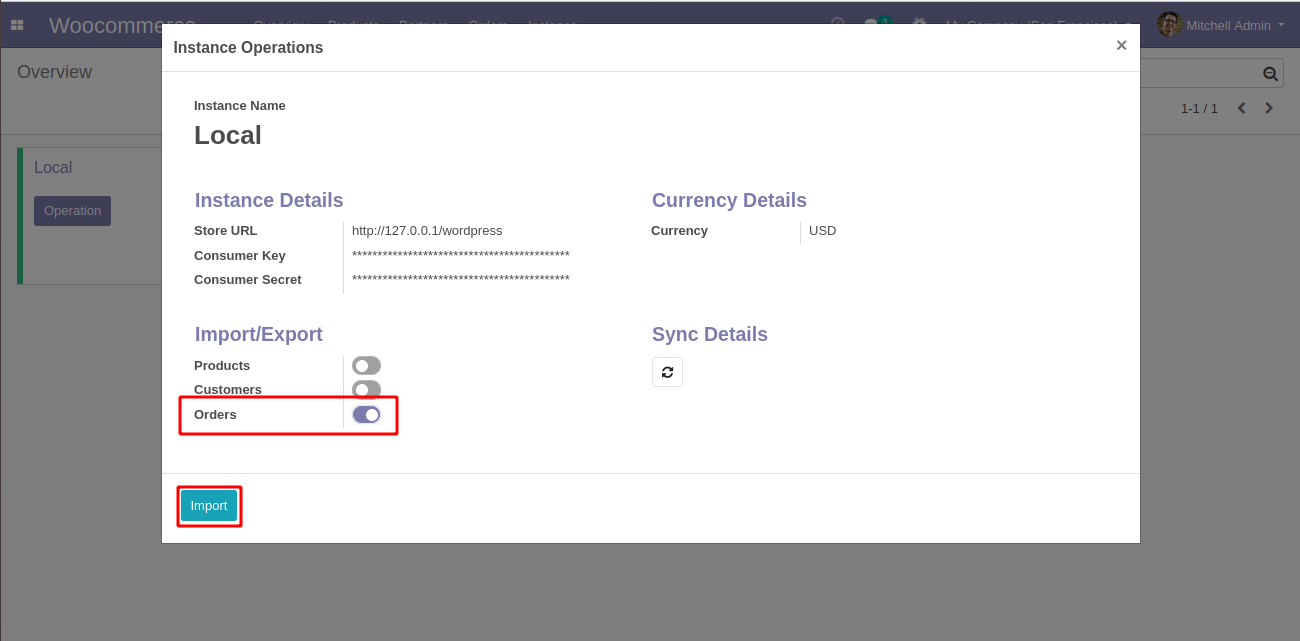 Woocommerce Overview Products Partners Orders Instance My Company (San Francisco) Mitchell Admin
Instance Operations ×
Overview
1-1 / 1
Instance Name
Local
Local
Operation
Instance Details Currency Details
Store URL http://127.0.0.1/wordpress Currency USD
Consumer Key *******************************************
Consumer Secret *******************************************
Import/Export Sync Details
Products
Customers
Orders
Import